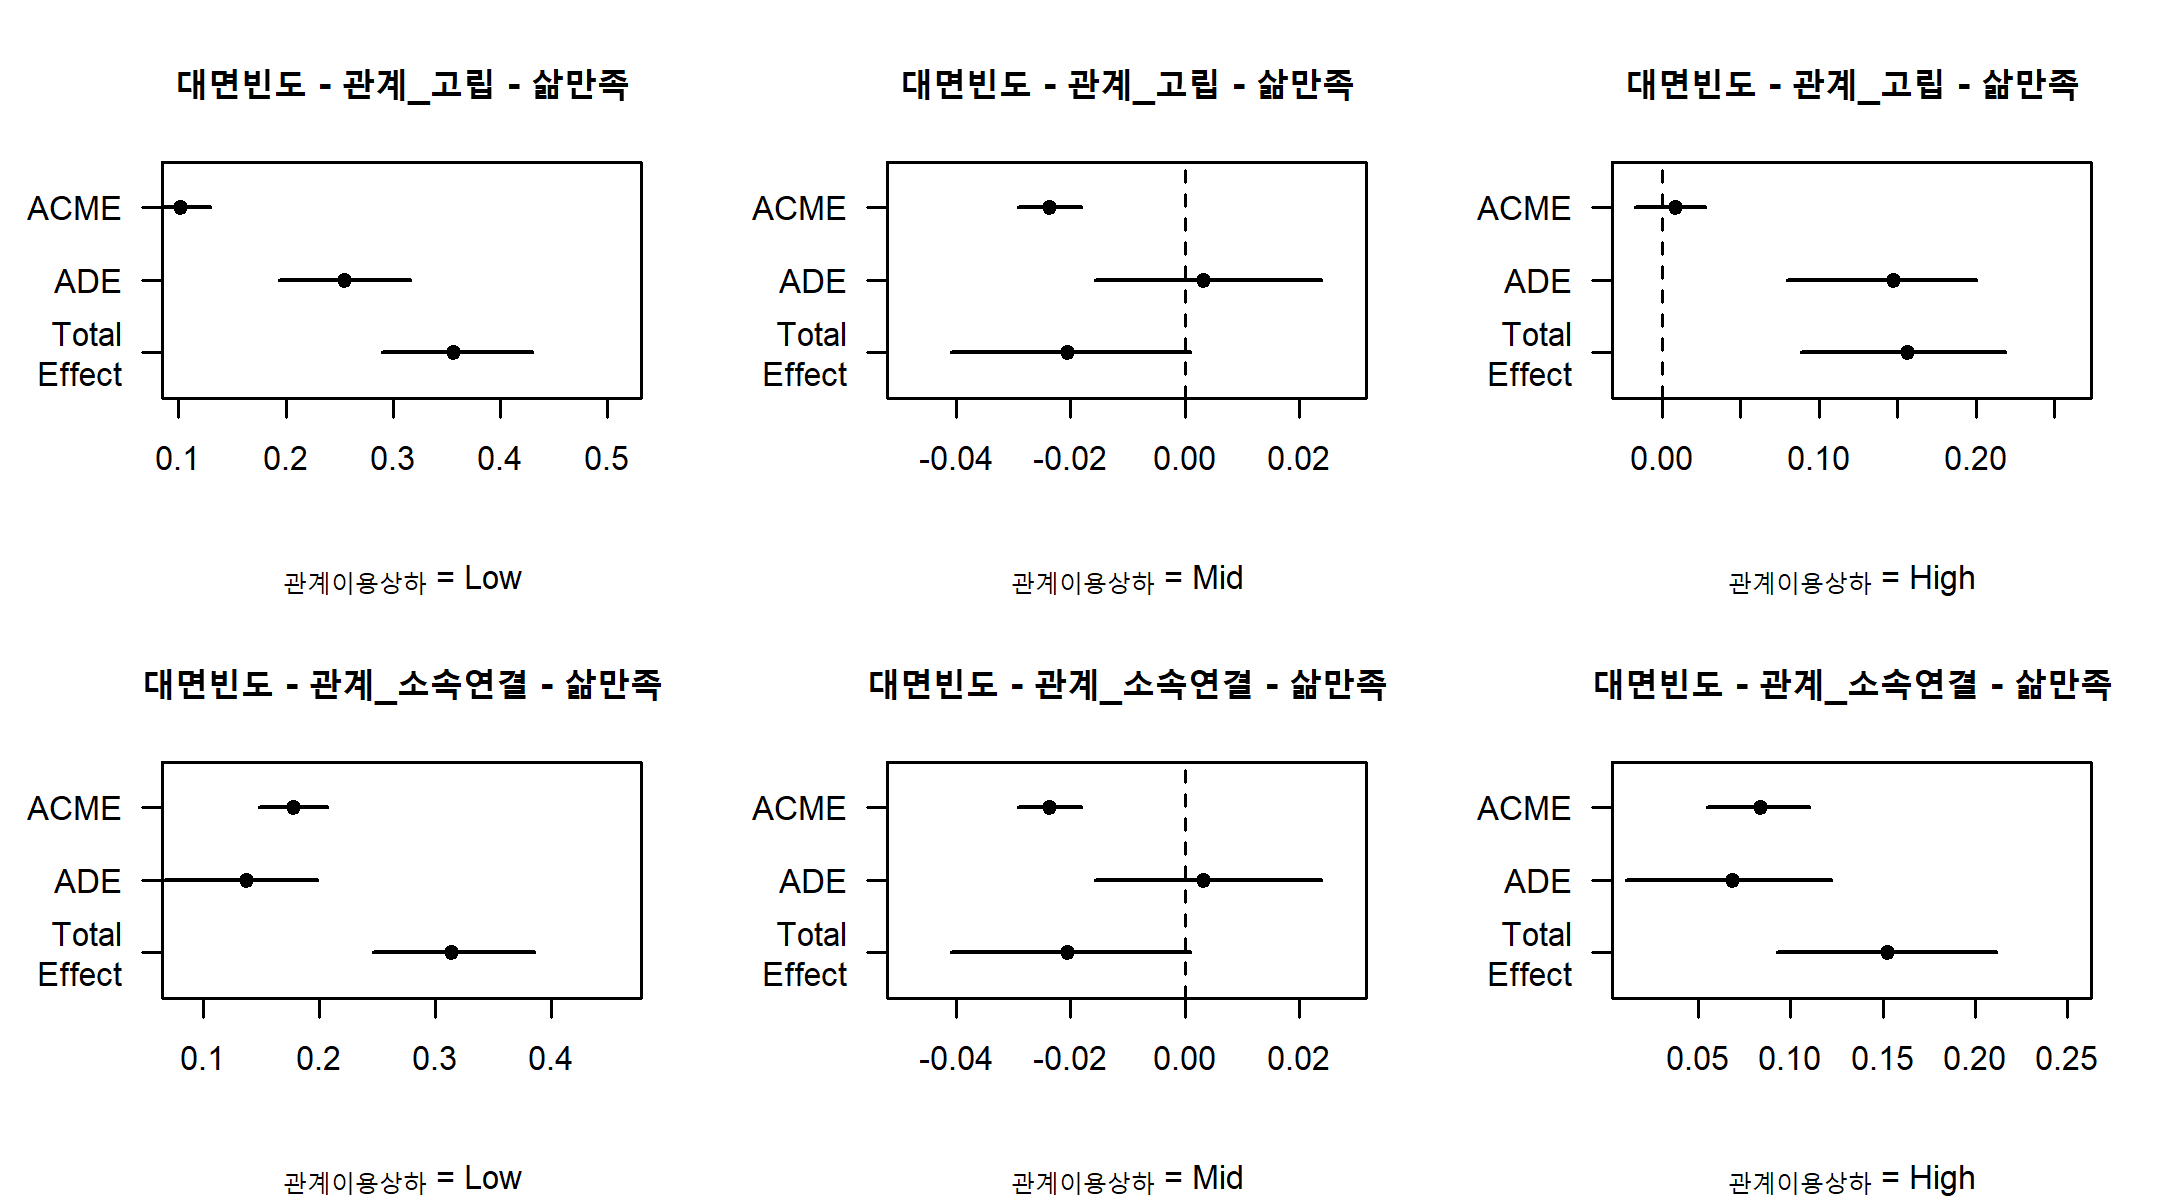 대면빈도 - 관계_고립 - 삶만족
ACME
ADE
Total
Effect
0.1 0.2 0.3 0.4 0.5
관계이용상하 = Low
대면빈도 - 관계_고립 - 삶만족
ACME
ADE
Total
Effect
-0.04 -0.02 0.00 0.02
관계이용상하 = Mid
대면빈도 - 관계_고립 - 삶만족
ACME
ADE
Total
Effect
0.00 0.10 0.20
관계이용상하 = High
대면빈도 - 관계_소속연결 - 삶만족
ACME
ADE
Total
Effect
0.1 0.2 0.3 0.4
관계이용상하 = Low
대면빈도 - 관계_소속연결 - 삶만족
ACME
ADE
Total
Effect
-0.04 -0.02 0.00 0.02
관계이용상하 = Mid
대면빈도 - 관계_소속연결 - 삶만족
ACME
ADE
Total
Effect
0.05 0.10 0.15 0.20 0.25
관계이용상하 = High